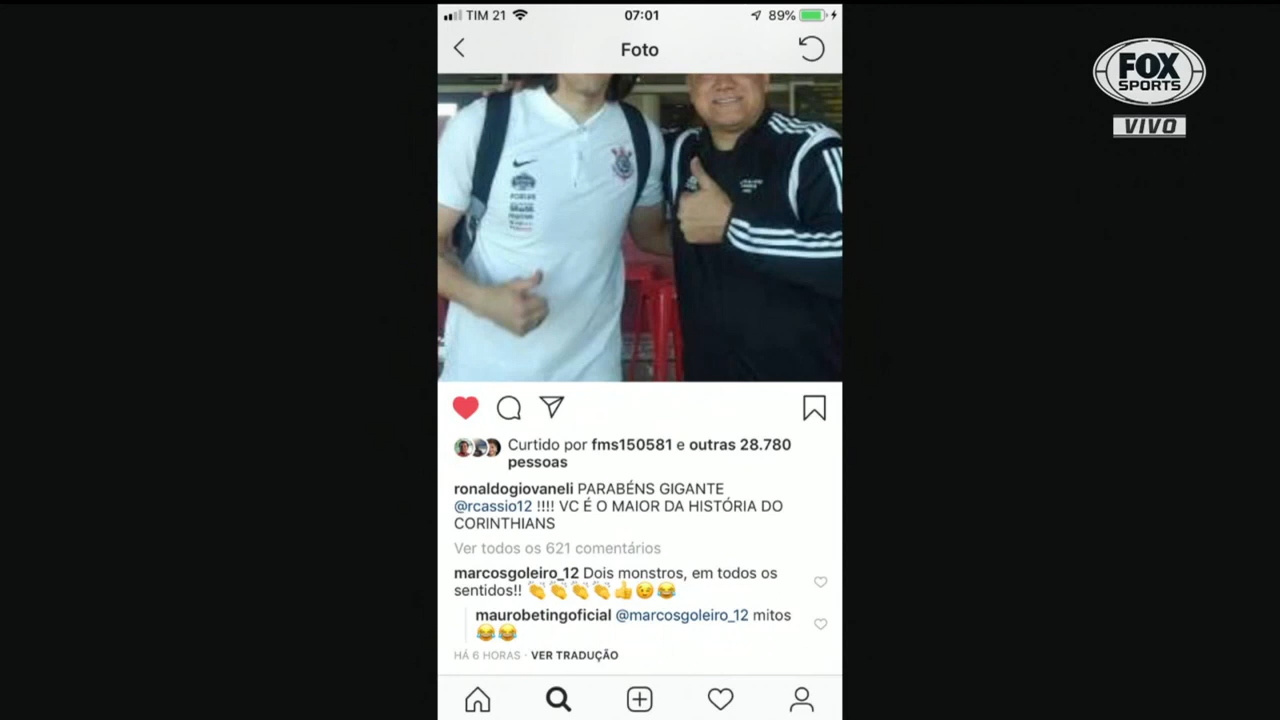 TIM 21
07:01
89%
Foto
FOX
SPORTS
VIVO
Curtido por fms150581 e outras 28.780
pessoas
ronaldogiovaneli PARABÉNS GIGANTE
@rcassio12 !!!! VC É O MAIOR DA HISTÓRIA DO
CORINTHIANS
Ver todos os 621 comentários
marcosgoleiro_12 Dois monstros, em todos os
sentidos!! 👏👏👏👏👍😉😂
maurobetingoficial @marcosgoleiro_12 mitos
😂😂
HÁ 6 HORAS · VER TRADUÇÃO